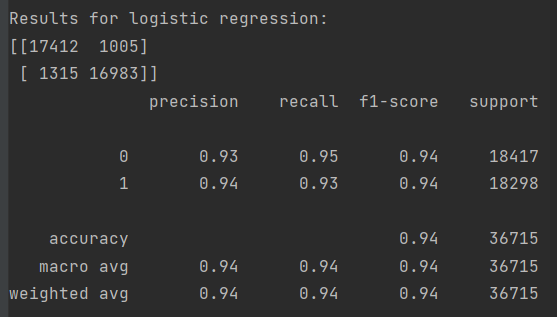 Results for logistic regression:
[[17412  1005]
 [ 1315 16983]]
              precision    recall  f1-score   support

           0       0.93      0.95      0.94     18417
           1       0.94      0.93      0.94     18298

    accuracy                           0.94     36715
   macro avg       0.94      0.94      0.94     36715
weighted avg       0.94      0.94      0.94     36715